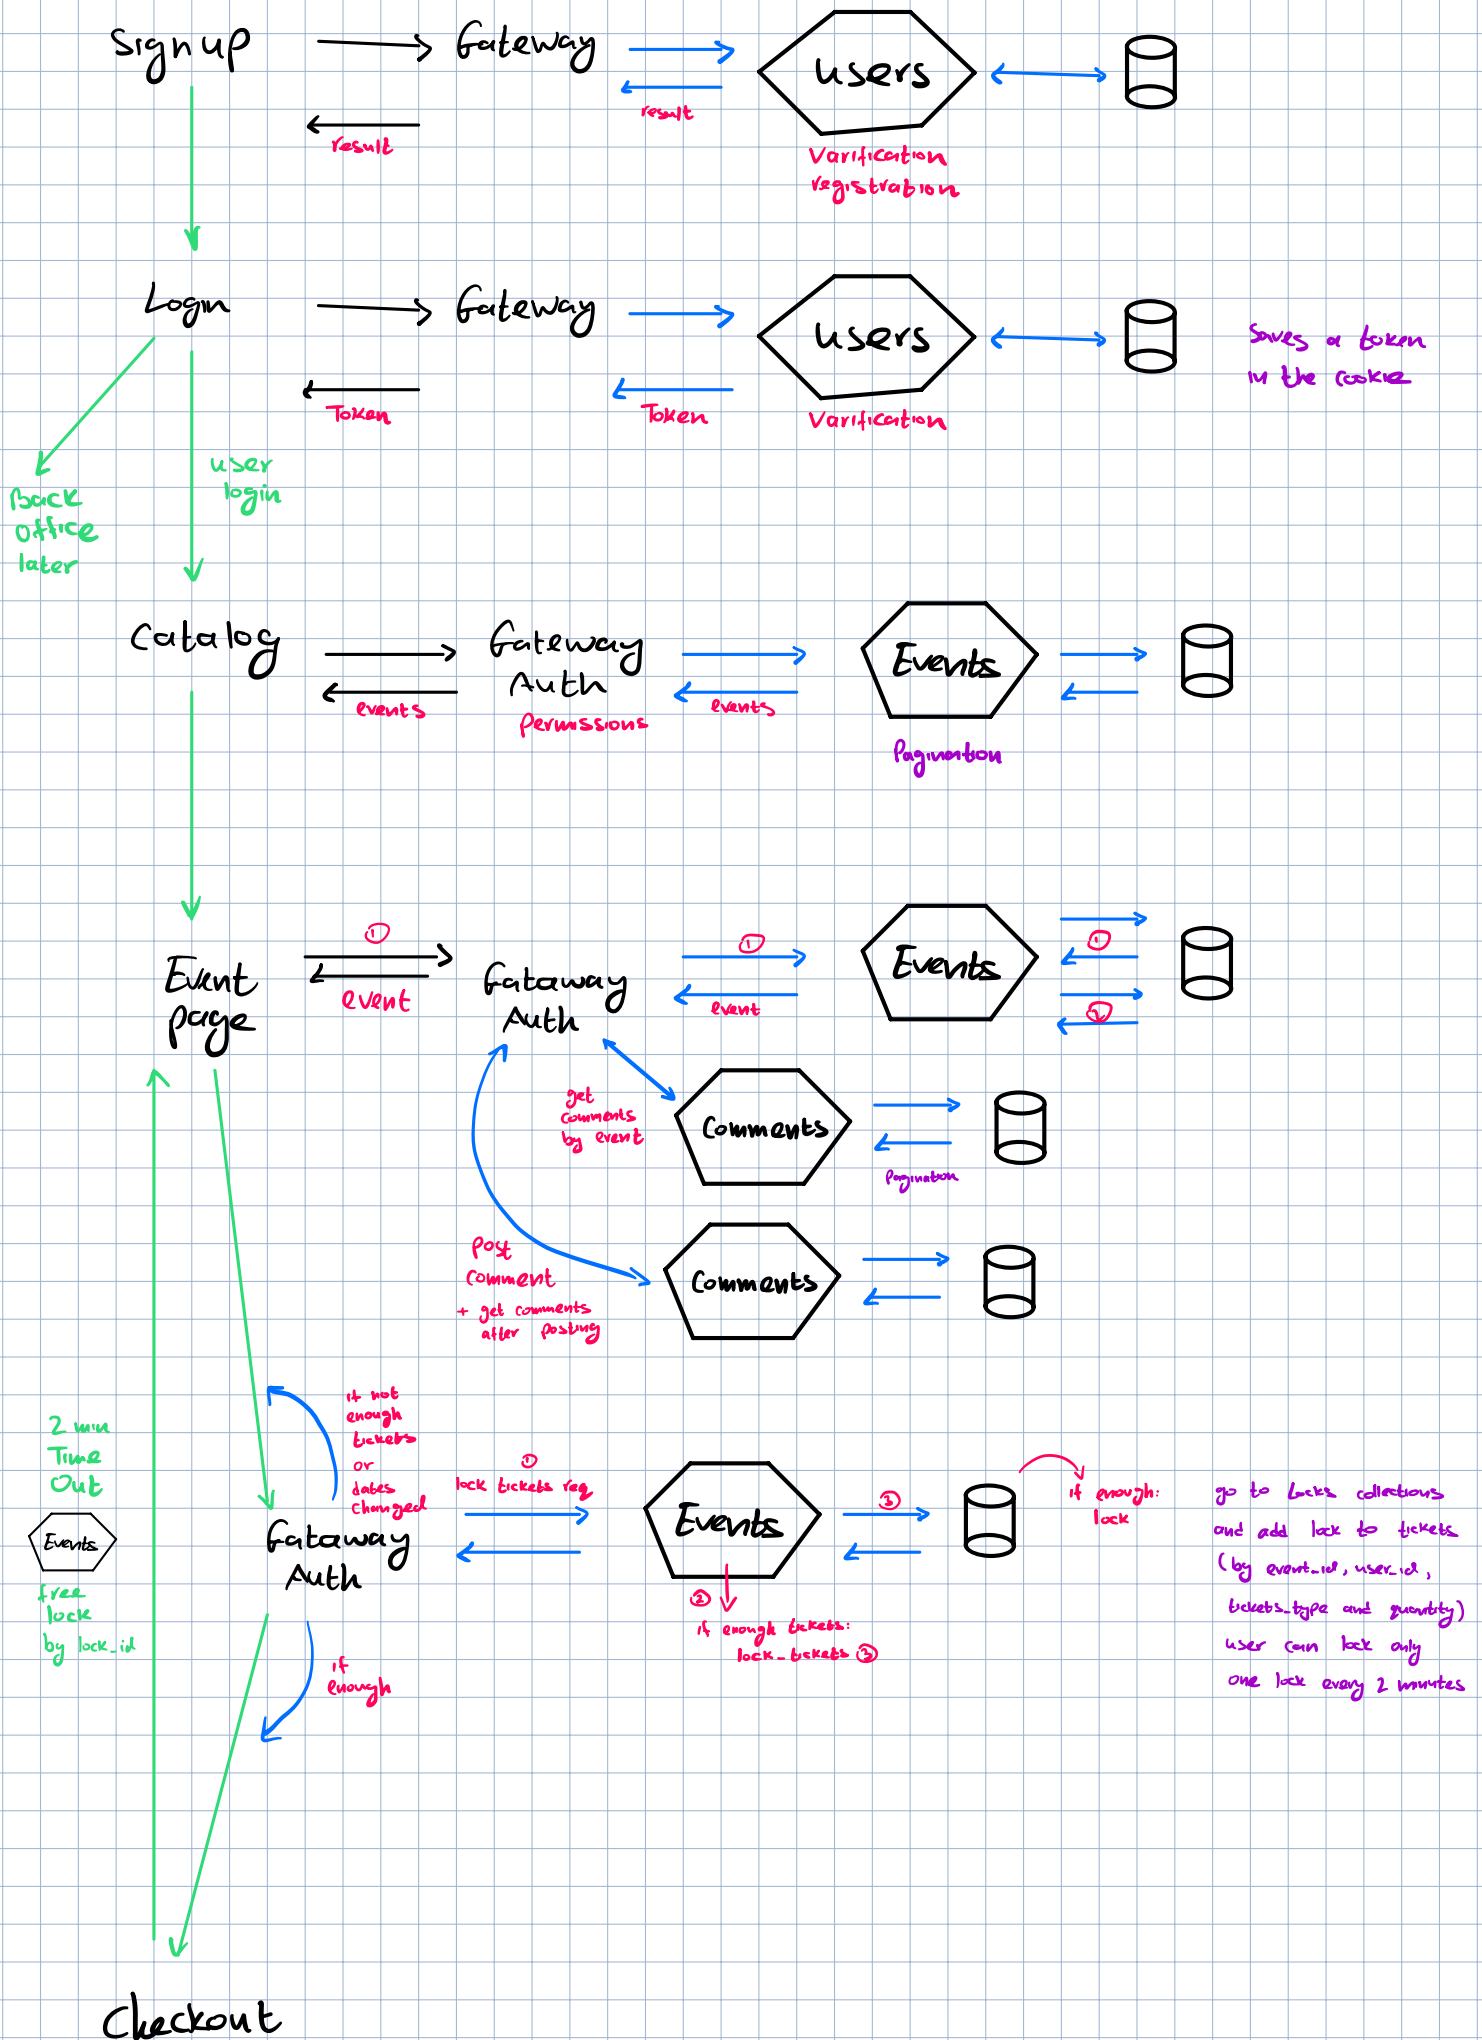 Sign up
Gateway
users
result
result
Varification
registration
Login
Gateway
users
Saves a token
in the cookie
Token
Token
Varification
user
login
Back
office
later
Catalog
Gateway
Auth
Permissions
events
events
Events
Pagination
1
1
1
2
Event
page
event
Gataway
Auth
event
Events
get
comments
by event
Comments
Pagination
Post
comment
+ get comments
after posting
Comments
2 min
Time
Out
Events
free
lock
by lock_id
if not
enough
tickets
or
dates
changed
1
lock tickets req
Gataway
Auth
Events
3
if enough:
lock
go to Locks collections
and add lock to tickets
(by event_id, user_id,
tickets_type and quantity)
user can lock only
one lock every 2 minutes
2
if enough tickets:
lock_tickets 3
if
enough
Checkout